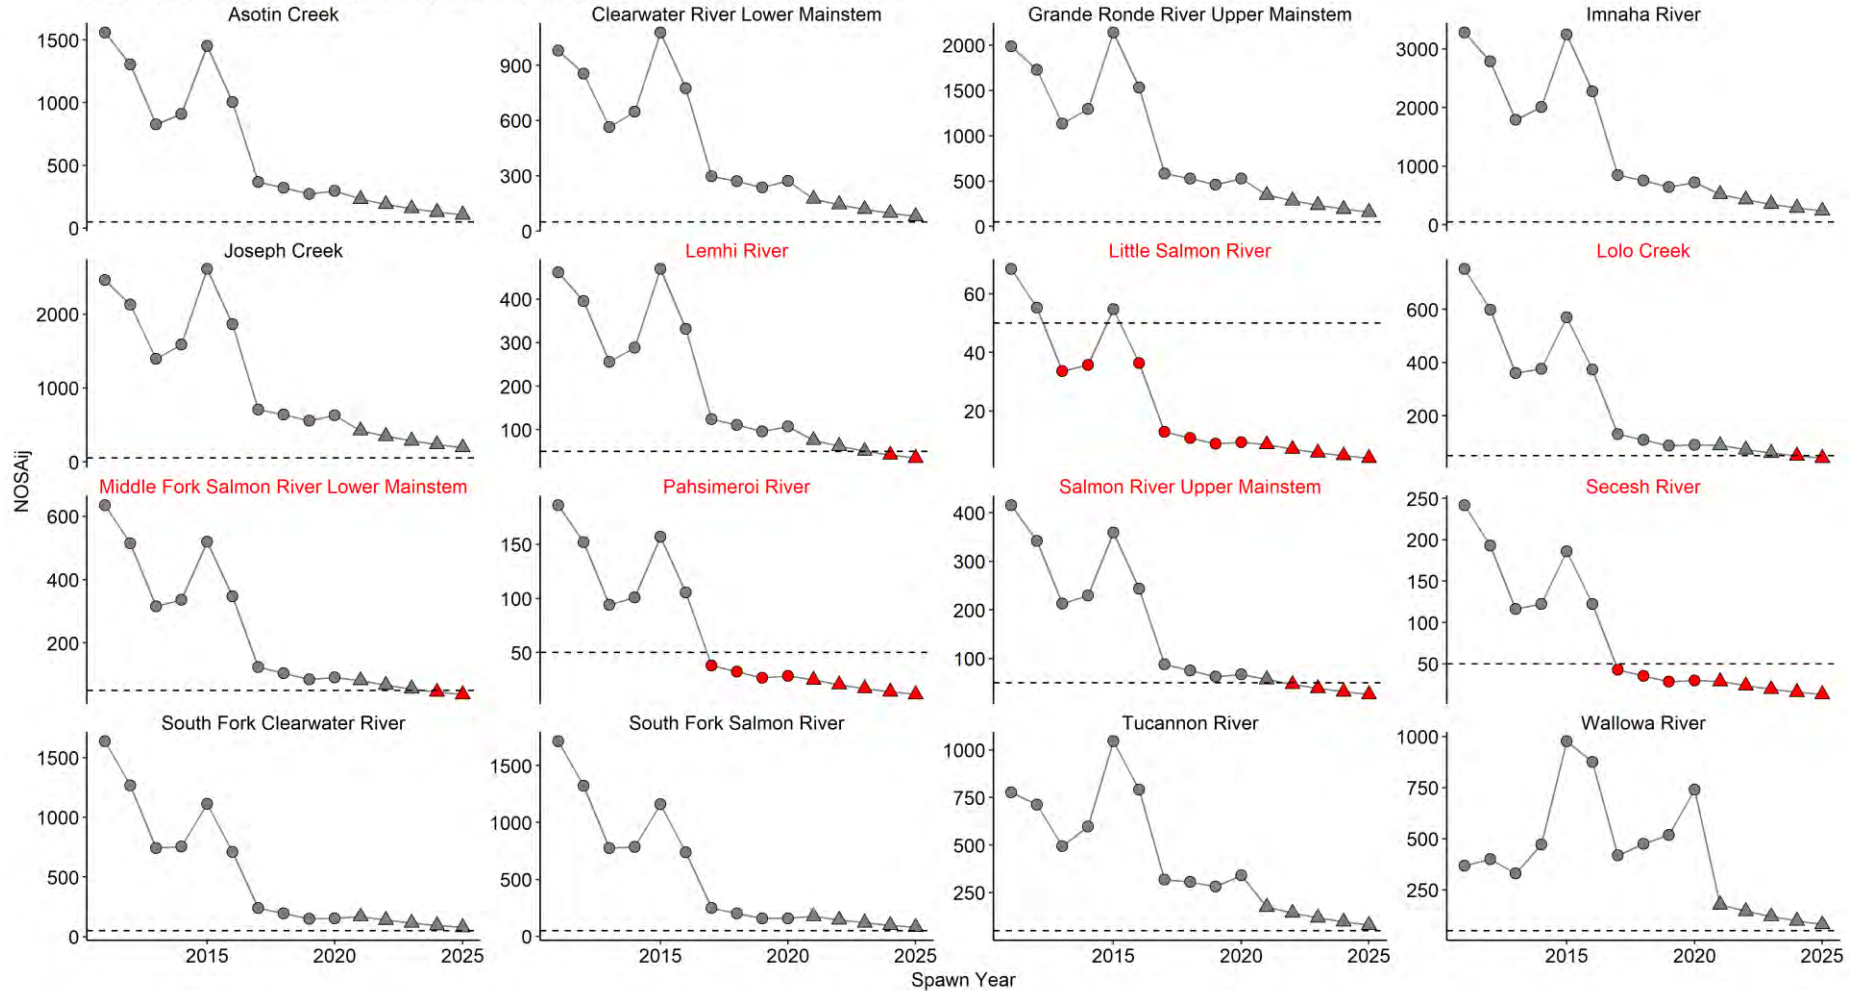 Asotin Creek
Clearwater River Lower Mainstem
Grande Ronde River Upper Mainstem
Imnaha River
1500
1000
500
0
900
600
300
0
2000
1500
1000
500
0
3000
2000
1000
0
Joseph Creek
Lemhi River
Little Salmon River
Lolo Creek
2000
1000
0
400
300
200
100
60
40
20
600
400
200
NOSAij
Middle Fork Salmon River Lower Mainstem
Pahsimeroi River
Salmon River Upper Mainstem
Secesh River
600
400
200
150
100
50
400
300
200
100
250
200
150
100
50
South Fork Clearwater River
South Fork Salmon River
Tucannon River
Wallowa River
1500
1000
500
0
1500
1000
500
0
1000
750
500
250
1000
750
500
250
2015 2020 2025
2015 2020 2025
2015 2020 2025
2015 2020 2025
Spawn Year